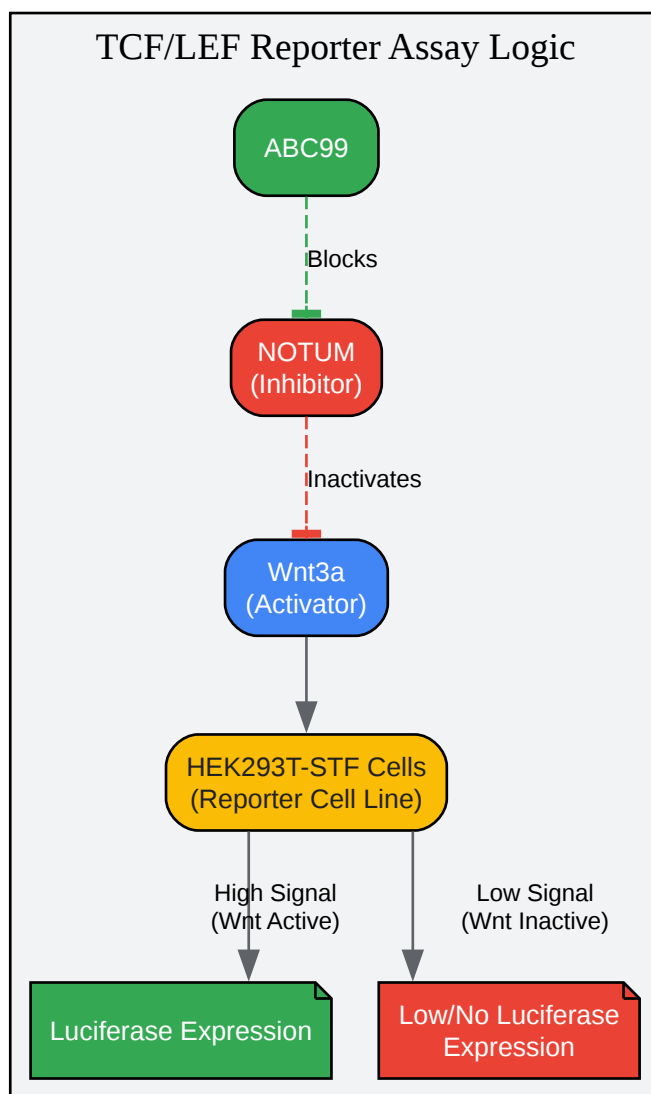 TCF/LEF Reporter Assay Logic
ABC99
Blocks
NOTUM
(Inhibitor)
Inactivates
Wnt3a
(Activator)
HEK293T-STF Cells
(Reporter Cell Line)
High Signal
(Wnt Active)
Low Signal
(Wnt Inactive)
Luciferase Expression
Low/No Luciferase
Expression